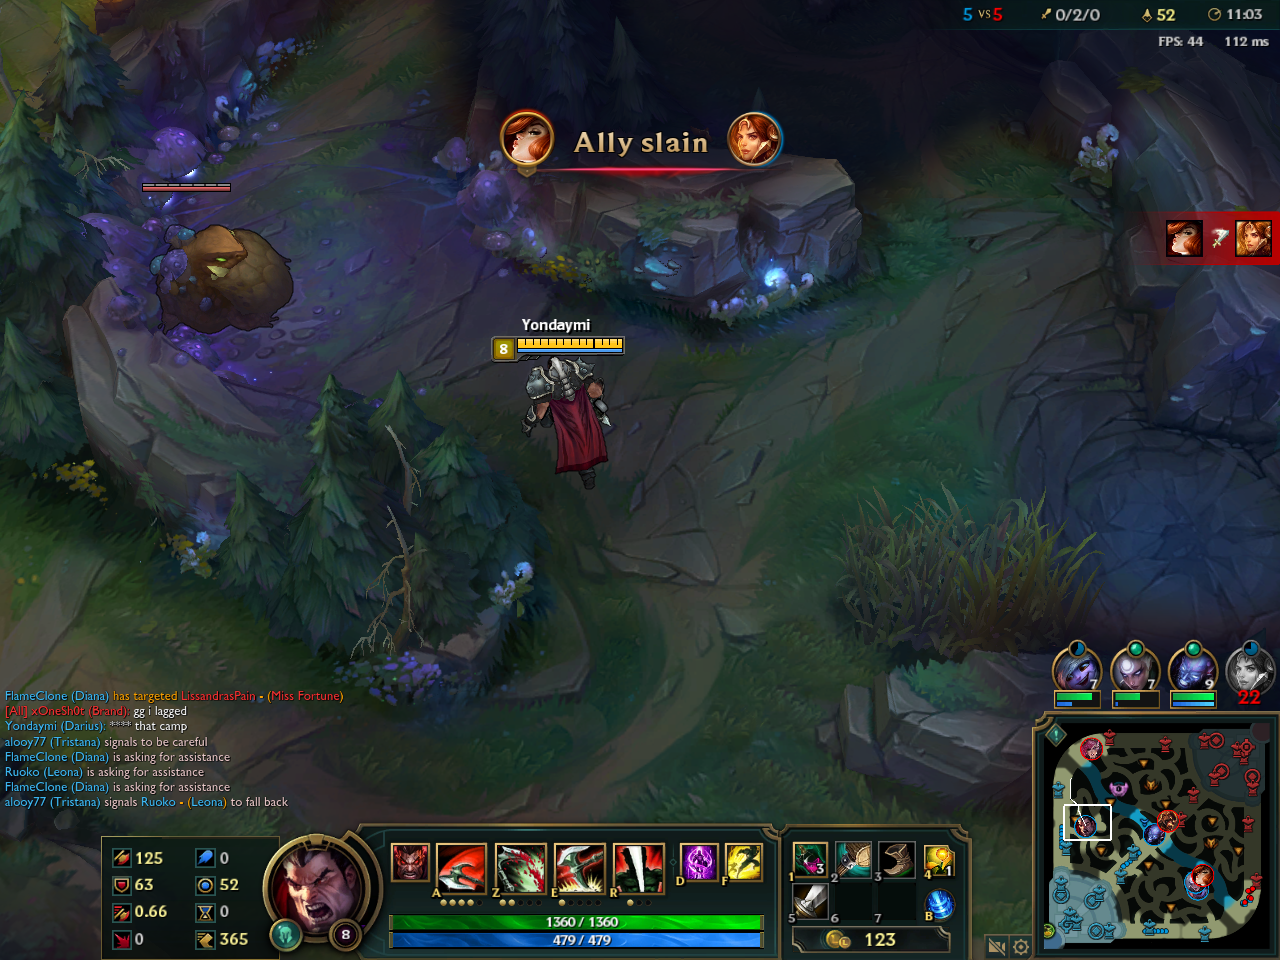 5 vs 5 0/2/0 52 11:03
FPS: 44 112 ms
Ally slain
Yondaymi
8
FlameClone (Diana) has targeted LissandrasPain - (Miss Fortune)
[All] xOneSh0t (Brand): gg i lagged
Yondaymi (Darius): **** that camp
alooy77 (Tristana) signals to be careful
FlameClone (Diana) is asking for assistance
Ruoko (Leona) is asking for assistance
FlameClone (Diana) is asking for assistance
alooy77 (Tristana) signals Ruoko - (Leona) to fall back
7 7 9 22
125 0
63 52
0.66 0
0 365
8
A Z E R D F
1360 / 1360
479 / 479
1 3 2 3 4 1
5 6 7 B
123